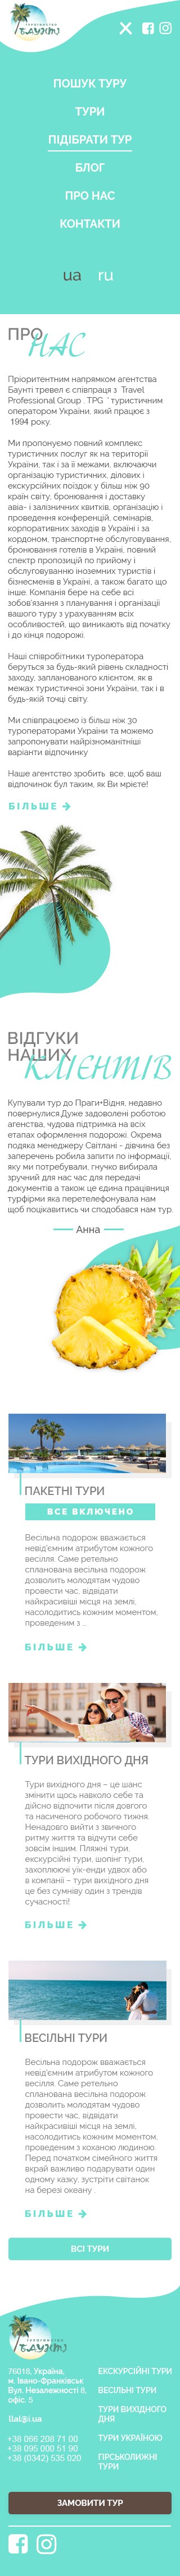 ТУРАГЕНТСТВО
БАУНТІ
ПОШУК ТУРУ
ТУРИ
ПІДІБРАТИ ТУР
БЛОГ
ПРО НАС
КОНТАКТИ
ua ru
ПРО
НАС
Пріоритетним напрямком агентства
Баунті тревел є співпраця з Travel
Professional Group . TPG ' туристичним
оператором України, який працює з
1994 року.
Ми пропонуємо повний комплекс
туристичних послуг як на території
України, так і за її межами, включаючи
організацію туристичних, ділових і
екскурсійних поїздок у більш ніж 90
країн світу, бронювання і доставку
авіа- і залізничних квитків, організацію і
проведення конференцій, семінарів,
корпоративних заходів в Україні і за
кордоном, транспортне обслуговування,
бронювання готелів в Україні, повний
спектр пропозицій по прийому і
обслуговуванню іноземних туристів і
бізнесменів в Україні, а також багато що
інше. Компанія бере на себе всі
зобов'язання з планування і організації
вашого туру з урахуванням всіх
особливостей, що виникають від початку
і до кінця подорожі.
Наші співробітники туроператора
беруться за будь-який рівень складності
заходу, запланованого клієнтом, як в
межах туристичної зони України, так і в
будь-якій точці світу.
Ми співпрацюємо із більш ніж 30
туроператорами України та можемо
запропонувати найрізноманітніші
варіанти відпочинку
Наше агентство зробить все, щоб ваш
відпочинок був таким, як Ви мрієте!
БІЛЬШЕ
ВІДГУКИ
НАШИХ
КЛІЄНТІВ
Купували тур до Праги+Відня, недавно
повернулися.Дуже задоволені роботою
агенства, чудова підтримка на всіх
етапах оформлення подорожі. Окрема
подяка менеджеру Світлані - дівчина без
заперечень робила запити по інформації,
яку ми потребували, гнучко вибирала
зручний для нас час для передачі
документів а також це єдина працівниця
турфірми яка перетелефонувала нам
щоб поцікавитись чи сподобався нам тур.
Анна
ПАКЕТНІ ТУРИ
ВСЕ ВКЛЮЧЕНО
Весільна подорож вважається
невід'ємним атрибутом кожного
весілля. Саме ретельно
спланована весільна подорож
дозволить молодятам чудово
провести час, відвідати
найкрасивіші місця на землі,
насолодитись кожним моментом,
проведеним з ...
БІЛЬШЕ
ТУРИ ВИХІДНОГО ДНЯ
Тури вихідного дня – це шанс
змінити щось навколо себе та
дійсно відпочити після довгого
та насиченого робочого тижня.
Ненадовго вийти з звичного
ритму життя та відчути себе
зовсім іншим. Пляжні тури,
екскурсійні тури, шопінг тури,
захоплюючі уїк-енди удвох або
в компанії – тури вихідного дня
це без сумніву один з трендів
сучасності!
БІЛЬШЕ
ВЕСІЛЬНІ ТУРИ
Весільна подорож вважається
невід'ємним атрибутом кожного
весілля. Саме ретельно
спланована весільна подорож
дозволить молодятам чудово
провести час, відвідати
найкрасивіші місця на землі,
насолодитись кожним моментом,
проведеним з коханою людиною.
Перед початком сімейного життя
вкрай важливо подарувати один
одному казку, зустріти світанок
на березі океану .
БІЛЬШЕ
ВСІ ТУРИ
ТУРАГЕНТСТВО
БАУНТІ
76018, Україна,
м. Івано-Франківськ
Вул. Незалежності 8,
офіс. 5
llal@i.ua
+38 066 208 71 00
+38 095 000 51 90
+38 (0342) 535 020
ЕКСКУРСІЙНІ ТУРИ
ВЕСІЛЬНІ ТУРИ
ТУРИ ВИХІДНОГО
ДНЯ
ТУРИ УКРАЇНОЮ
ГІРСЬКОЛИЖНІ
ТУРИ
ЗАМОВИТИ ТУР